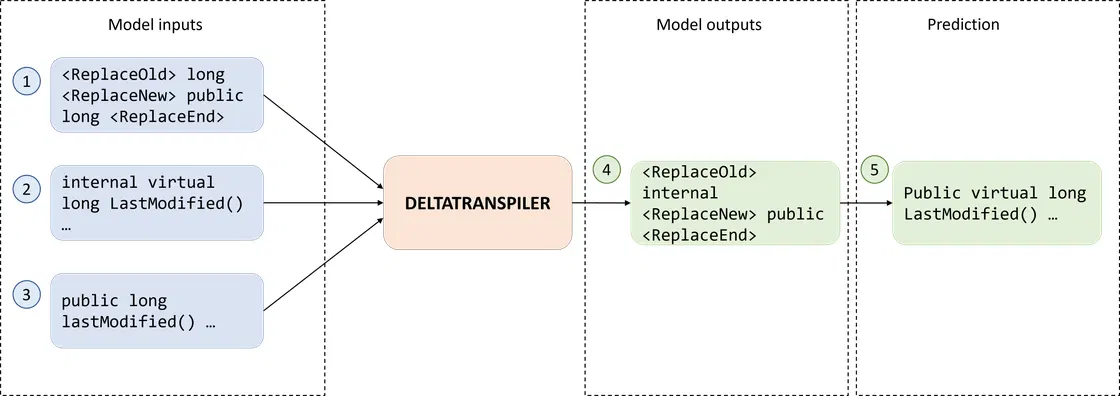 Model inputs
Model outputs
Prediction
1
<ReplaceOld> long
<ReplaceNew> public
long <ReplaceEnd>
2
internal virtual
long LastModified()
…
3
public long
lastModified() …
DELTATRANSPILER
4
<ReplaceOld>
internal
<ReplaceNew> public
<ReplaceEnd>
5
Public virtual long
LastModified() …